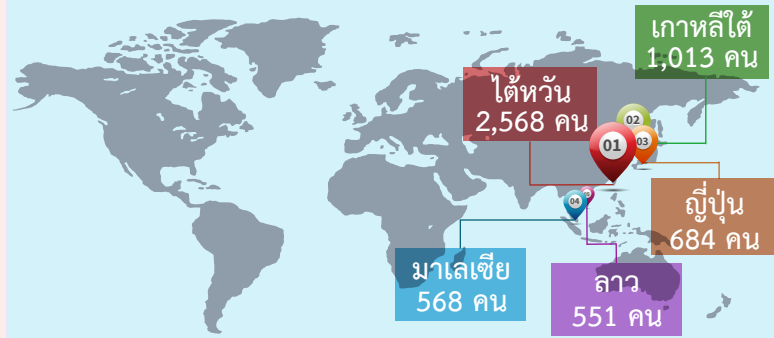 เกาหลีใต้
1,013 คน
ไต้หวัน
2,568 คน
02
01
03
ญี่ปุ่น
684 คน
04
05
มาเลเซีย
568 คน
ลาว
551 คน